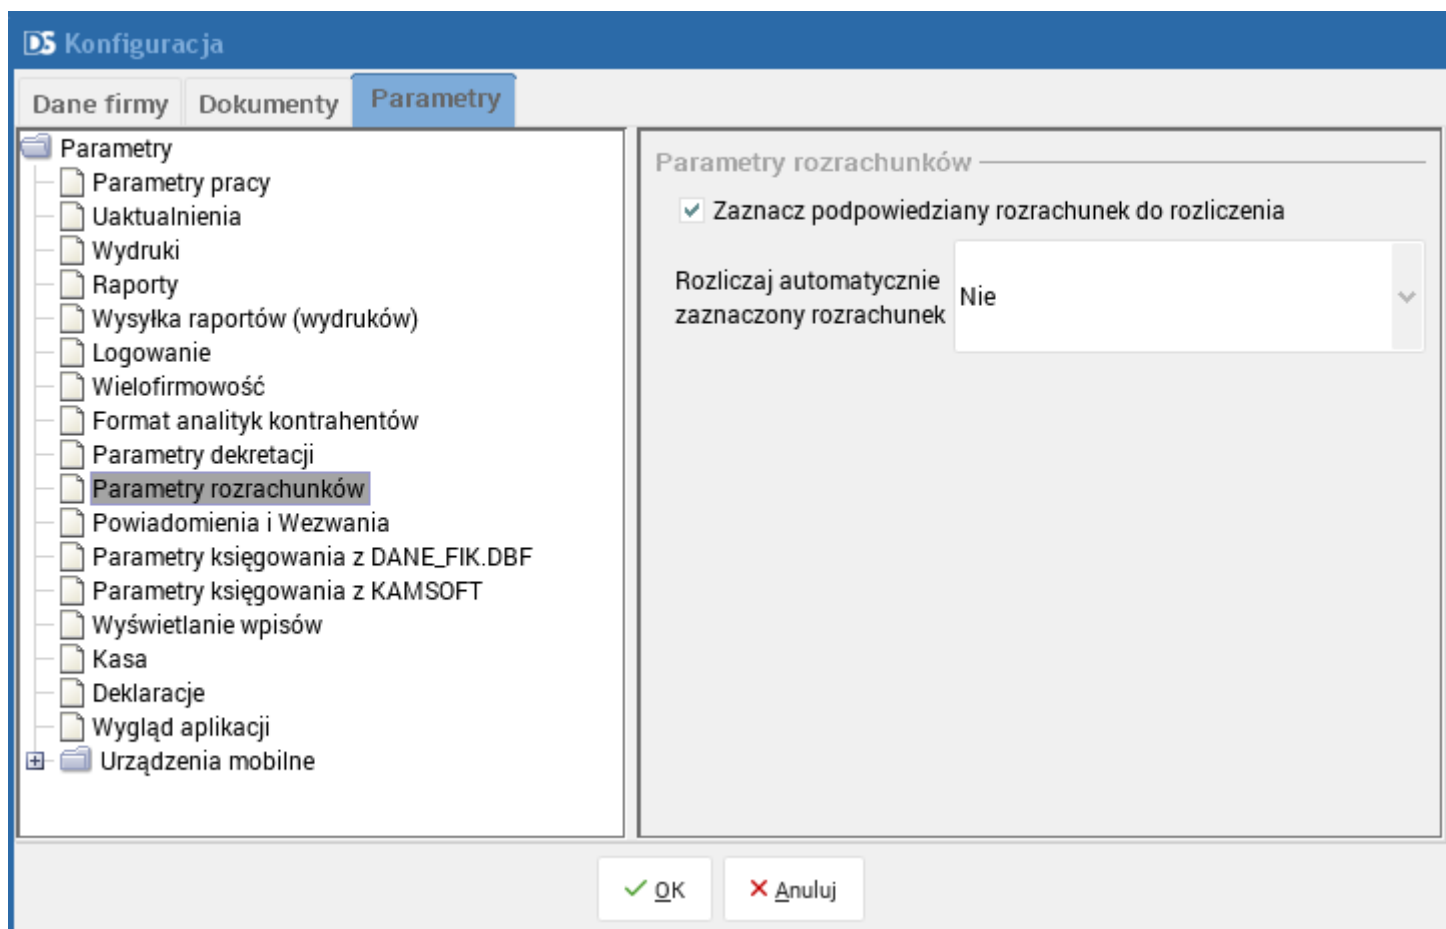 DS Konfiguracja
Dane firmy Dokumenty Parametry
Parametry
Parametry pracy
Uaktualnienia
Wydruki
Raporty
Wysyłka raportów (wydruków)
Logowanie
Wielofirmowość
Format analityk kontrahentów
Parametry dekretacji
Parametry rozrachunków
Powiadomienia i Wezwania
Parametry księgowania z DANE_FIK.DBF
Parametry księgowania z KAMSOFT
Wyświetlanie wpisów
Kasa
Deklaracje
Wygląd aplikacji
Urządzenia mobilne
Parametry rozrachunków
Zaznacz podpowiedziany rozrachunek do rozliczenia
Rozliczaj automatycznie
zaznaczony rozrachunek
Nie
OK Anuluj